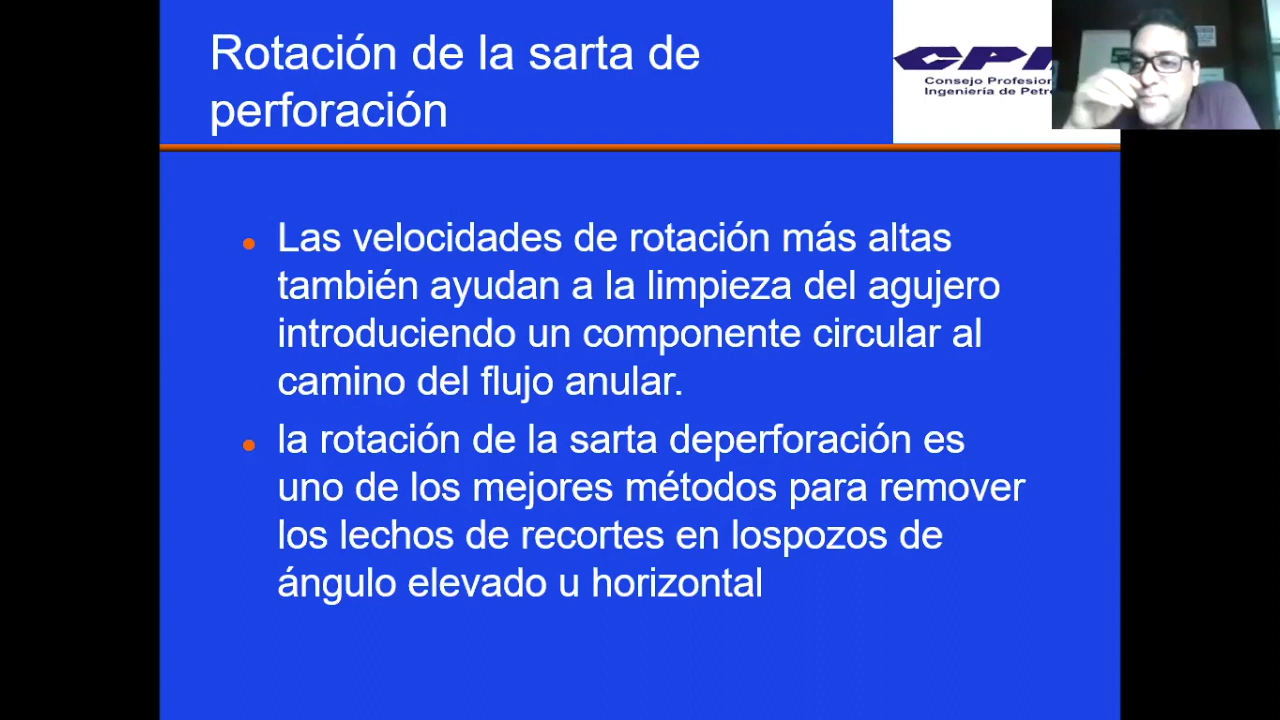 Rotación de la sarta de
perforación
Consejo Profesion
Ingeniería de Petr
Las velocidades de rotación más altas
también ayudan a la limpieza del agujero
introduciendo un componente circular al
camino del flujo anular.
la rotación de la sarta deperforación es
uno de los mejores métodos para remover
los lechos de recortes en lospozos de
ángulo elevado u horizontal